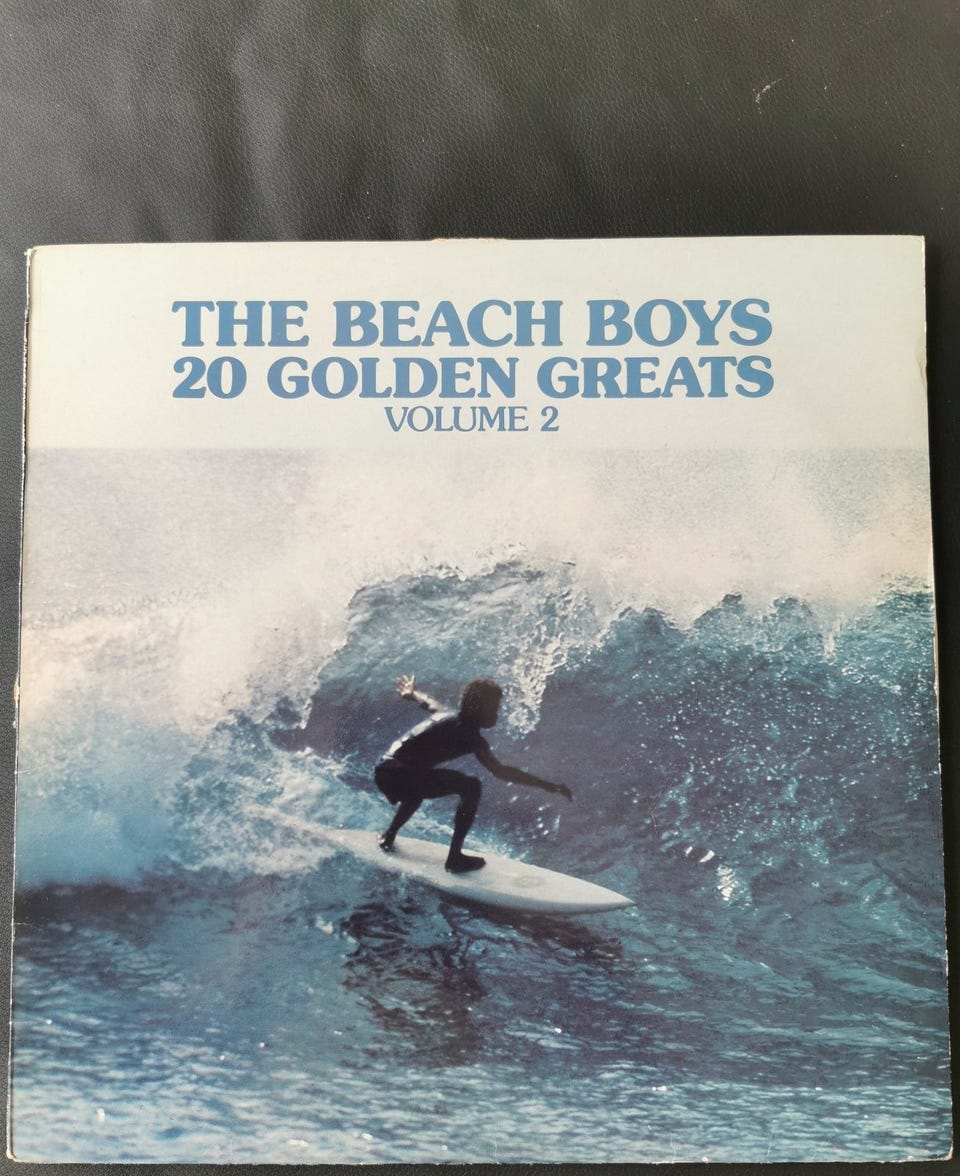 THE BEACH BOYS
20 GOLDEN GREATS
VOLUME 2